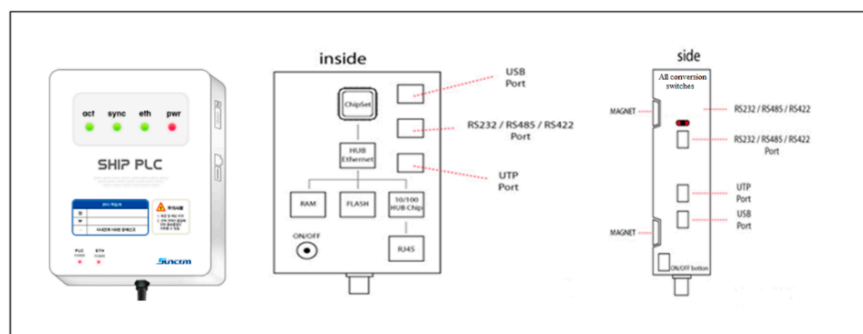 act sync eth pwr
SHIP PLC
PLC
ETH
SUNCOM
inside
ChipSet
HUB
Ethernet
RAM
FLASH
10/100
HUB Chip
RJ45
ON/OFF
USB
Port
RS232 / RS485 / RS422
Port
UTP
Port
side
All conversion
switches
MAGNET
RS232 / RS485 / RS422
RS232 / RS485 / RS422
Port
UTP
Port
USB
Port
MAGNET
ON/OFF button